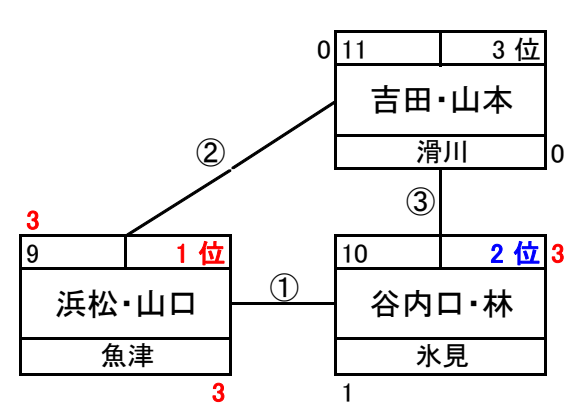 0 11 3 位
吉田・山本
滑川 0
②
③
3
9 1 位
浜松・山口
魚津
3
①
10 2 位 3
谷内口・林
氷見
1